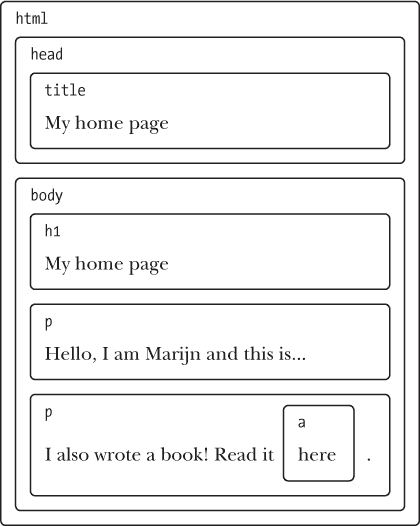 html
head
title
My home page
body
h1
My home page
p
Hello, I am Marijn and this is...
p
a
I also wrote a book! Read it here .